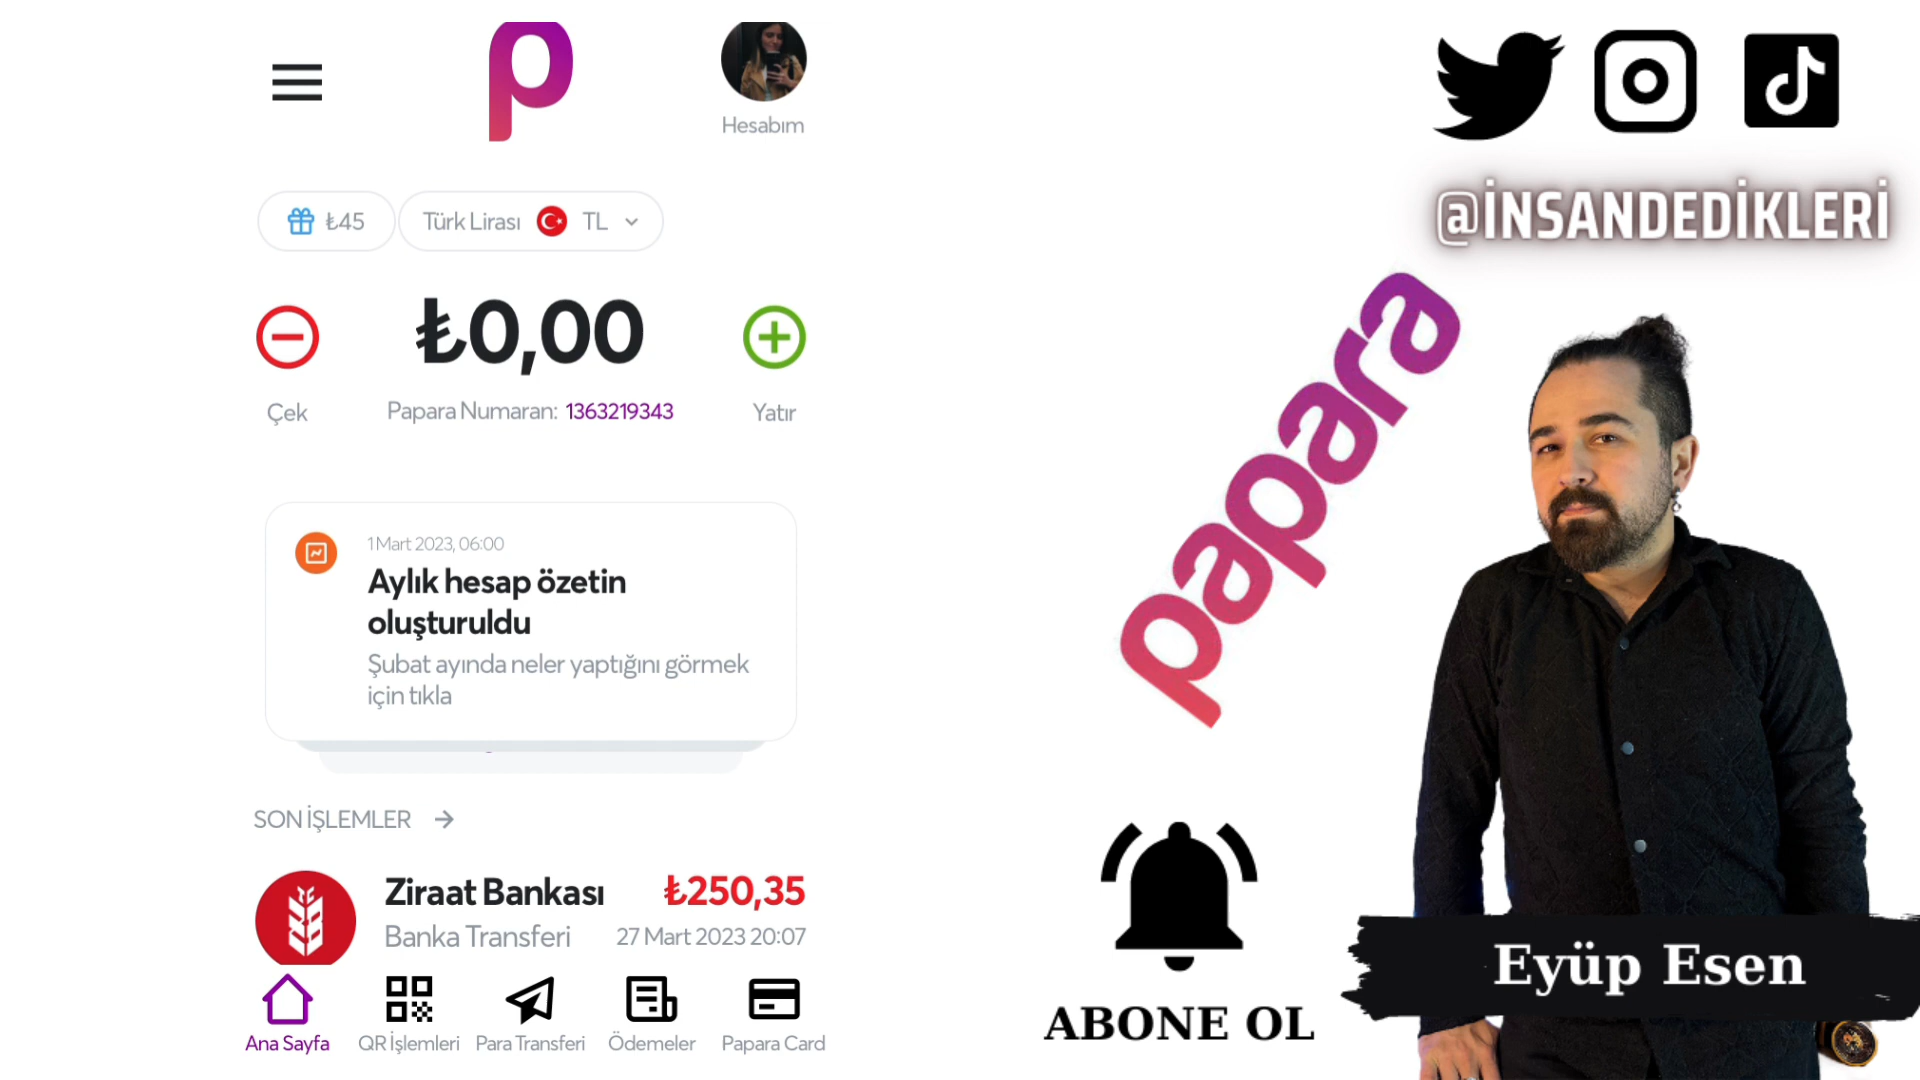 Hesabım
₺45
Türk Lirası TL
₺0,00
Çek
Papara Numaran: 1363219343
Yatır
1 Mart 2023, 06:00
Aylık hesap özetin
oluşturuldu
Şubat ayında neler yaptığını görmek
için tıkla
SON İŞLEMLER
Ziraat Bankası ₺250,35
Banka Transferi 27 Mart 2023 20:07
Ana Sayfa QR İşlemleri Para Transferi Ödemeler Papara Card
@İNSANDEDİKLERİ
papara
ABONE OL
Eyüp Esen